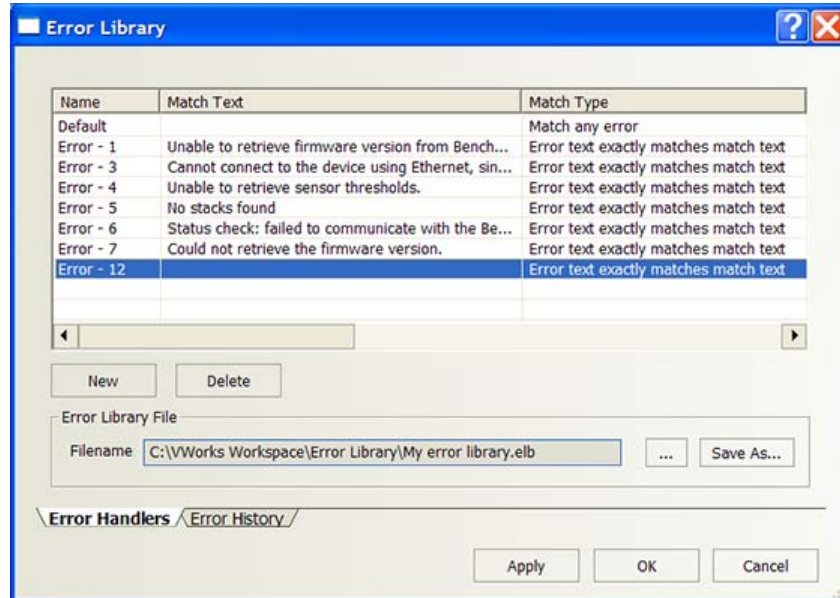 Error Library
Name Match Text Match Type
Default Match any error
Error - 1 Unable to retrieve firmware version from Bench... Error text exactly matches match text
Error - 3 Cannot connect to the device using Ethernet, sin... Error text exactly matches match text
Error - 4 Unable to retrieve sensor thresholds. Error text exactly matches match text
Error - 5 No stacks found Error text exactly matches match text
Error - 6 Status check: failed to communicate with the Be... Error text exactly matches match text
Error - 7 Could not retrieve the firmware version. Error text exactly matches match text
Error - 12 Error text exactly matches match text
New Delete
Error Library File
Filename C:\VWorks Workspace\Error Library\My error library.elb ... Save As...
Error Handlers Error History
Apply OK Cancel